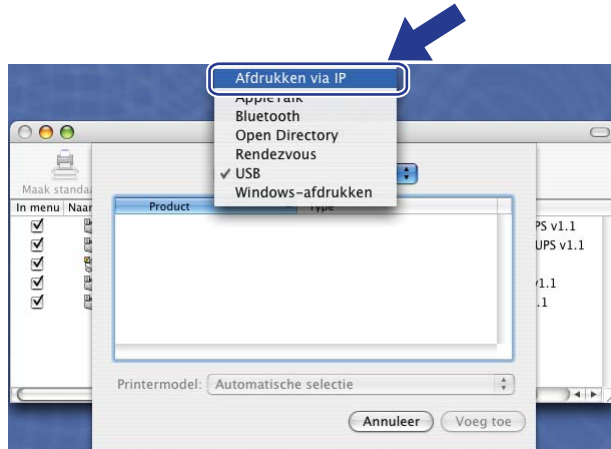 Afdrukken via IP
AppleTalk
Bluetooth
Open Directory
Rendezvous
✓ USB
Windows-afdrukken
Maak standa
In menu Naar
Product Type
PS v1.1
UPS v1.1
v1.1
.1
Printermodel: Automatische selectie
Annuleer Voeg toe